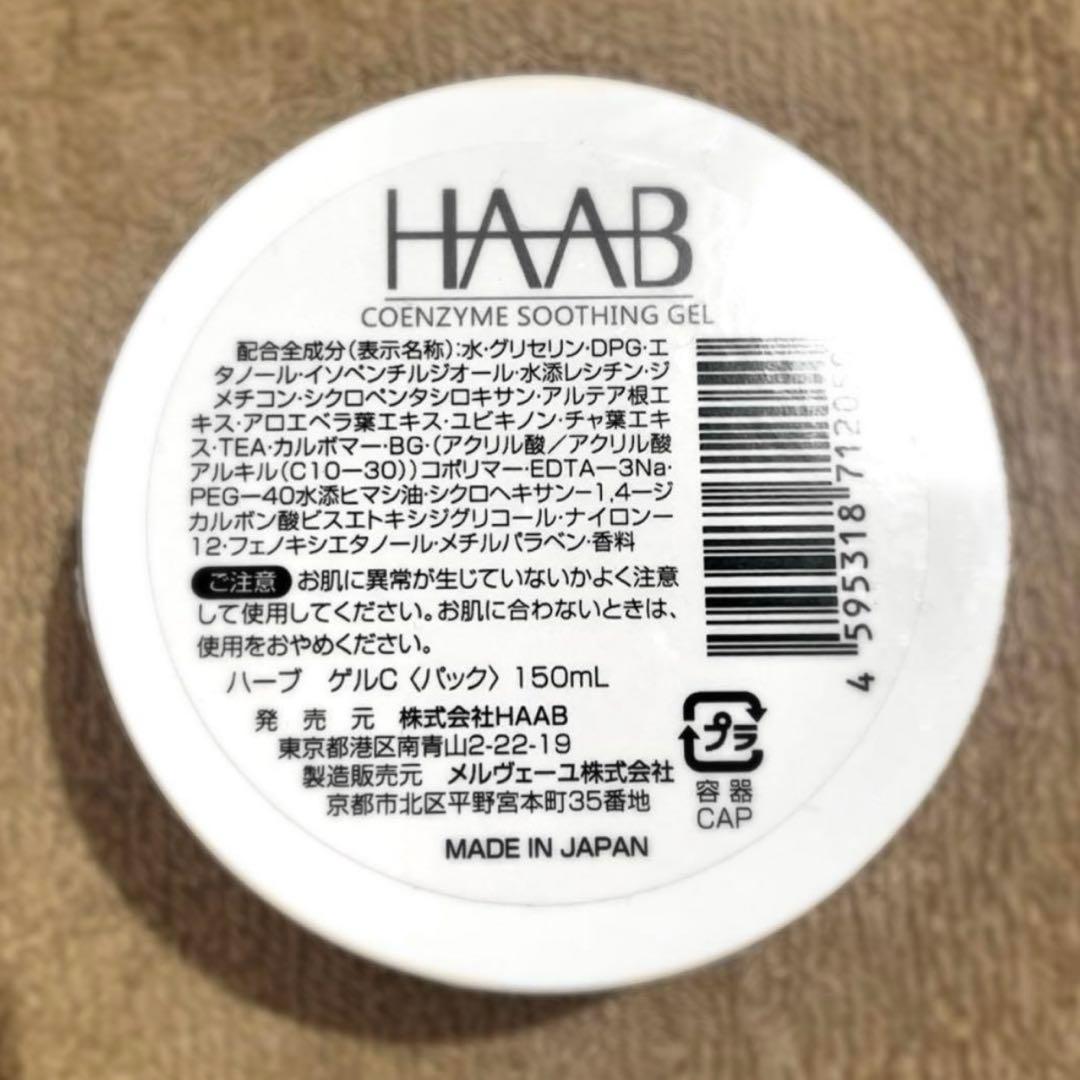 HAAB
COENZYME SOOTHING GEL
配合全成分(表示名称):水・グリセリン・DPG・エ
タノール・イソペンチルジオール・水添レシチン・ジ
メチコン・シクロペンタシロキサン・アルテア根エ
キス・アロエベラ葉エキス・ユビキノン・チャ葉エキ
ス・TEA・カルボマー・BG・(アクリル酸/アクリル酸
アルキル(C10ー30))コポリマー・EDTAー3Na・
PEGー40水添ヒマシ油・シクロヘキサンー1,4ージ
カルボン酸ビスエトキシジグリコール・ナイロンー
12・フェノキシエタノール・メチルパラベン・香料
ご注意 お肌に異常が生じていないかよく注意
して使用してください。お肌に合わないときは、
使用をおやめください。
ハーブ ゲルC〈パック〉150mL
発売元 株式会社HAAB
東京都港区南青山2-22-19
製造販売元 メルヴェーユ株式会社
京都市北区平野宮本町35番地
MADE IN JAPAN
4 595318 71205
プラ
容器
CAP